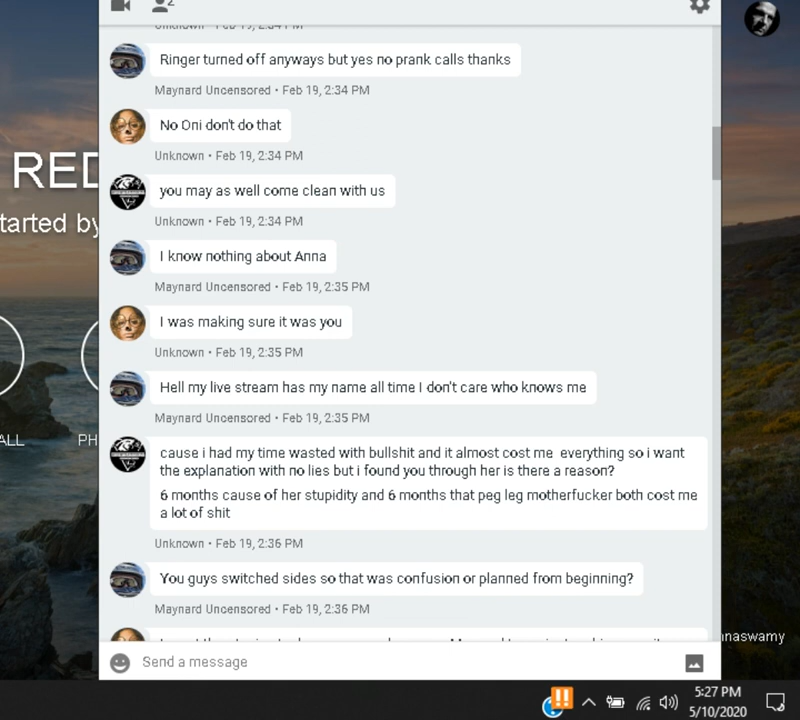 2
Unknown • Feb 19, 2:34 PM
Ringer turned off anyways but yes no prank calls thanks
Maynard Uncensored • Feb 19, 2:34 PM
No Oni don't do that
Unknown • Feb 19, 2:34 PM
RED
you may as well come clean with us
tarted by
Unknown • Feb 19, 2:34 PM
I know nothing about Anna
Maynard Uncensored • Feb 19, 2:35 PM
I was making sure it was you
Unknown • Feb 19, 2:35 PM
Hell my live stream has my name all time I don't care who knows me
Maynard Uncensored • Feb 19, 2:35 PM
ALL PH
cause i had my time wasted with bullshit and it almost cost me everything so i want
the explanation with no lies but i found you through her is there a reason?
6 months cause of her stupidity and 6 months that peg leg motherfucker both cost me
a lot of shit
Unknown • Feb 19, 2:36 PM
You guys switched sides so that was confusion or planned from beginning?
Maynard Uncensored • Feb 19, 2:36 PM
nnaswamy
Send a message
5:27 PM
5/10/2020